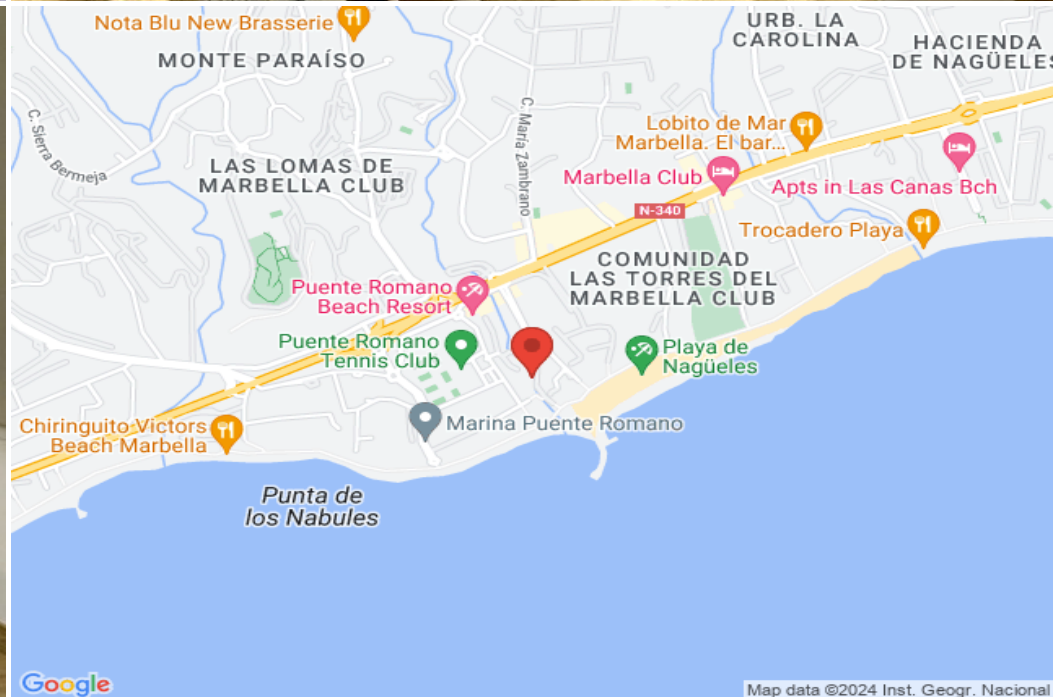 Nota Blu New Brasserie
MONTE PARAÍSO
URB. LA
CAROLINA
HACIENDA
DE NAGÜELES
C. Sierra Bermeja
C. María Zambrano
Lobito de Mar
Marbella. El bar...
LAS LOMAS DE
MARBELLA CLUB
Marbella Club
Apts in Las Canas Bch
N-340
Trocadero Playa
COMUNIDAD
LAS TORRES DEL
MARBELLA CLUB
Puente Romano
Beach Resort
Puente Romano
Tennis Club
Playa de
Nagüeles
Chiringuito Victors
Beach Marbella
Marina Puente Romano
Punta de
los Nabules
Google
Map data ©2024 Inst. Geogr. Nacional